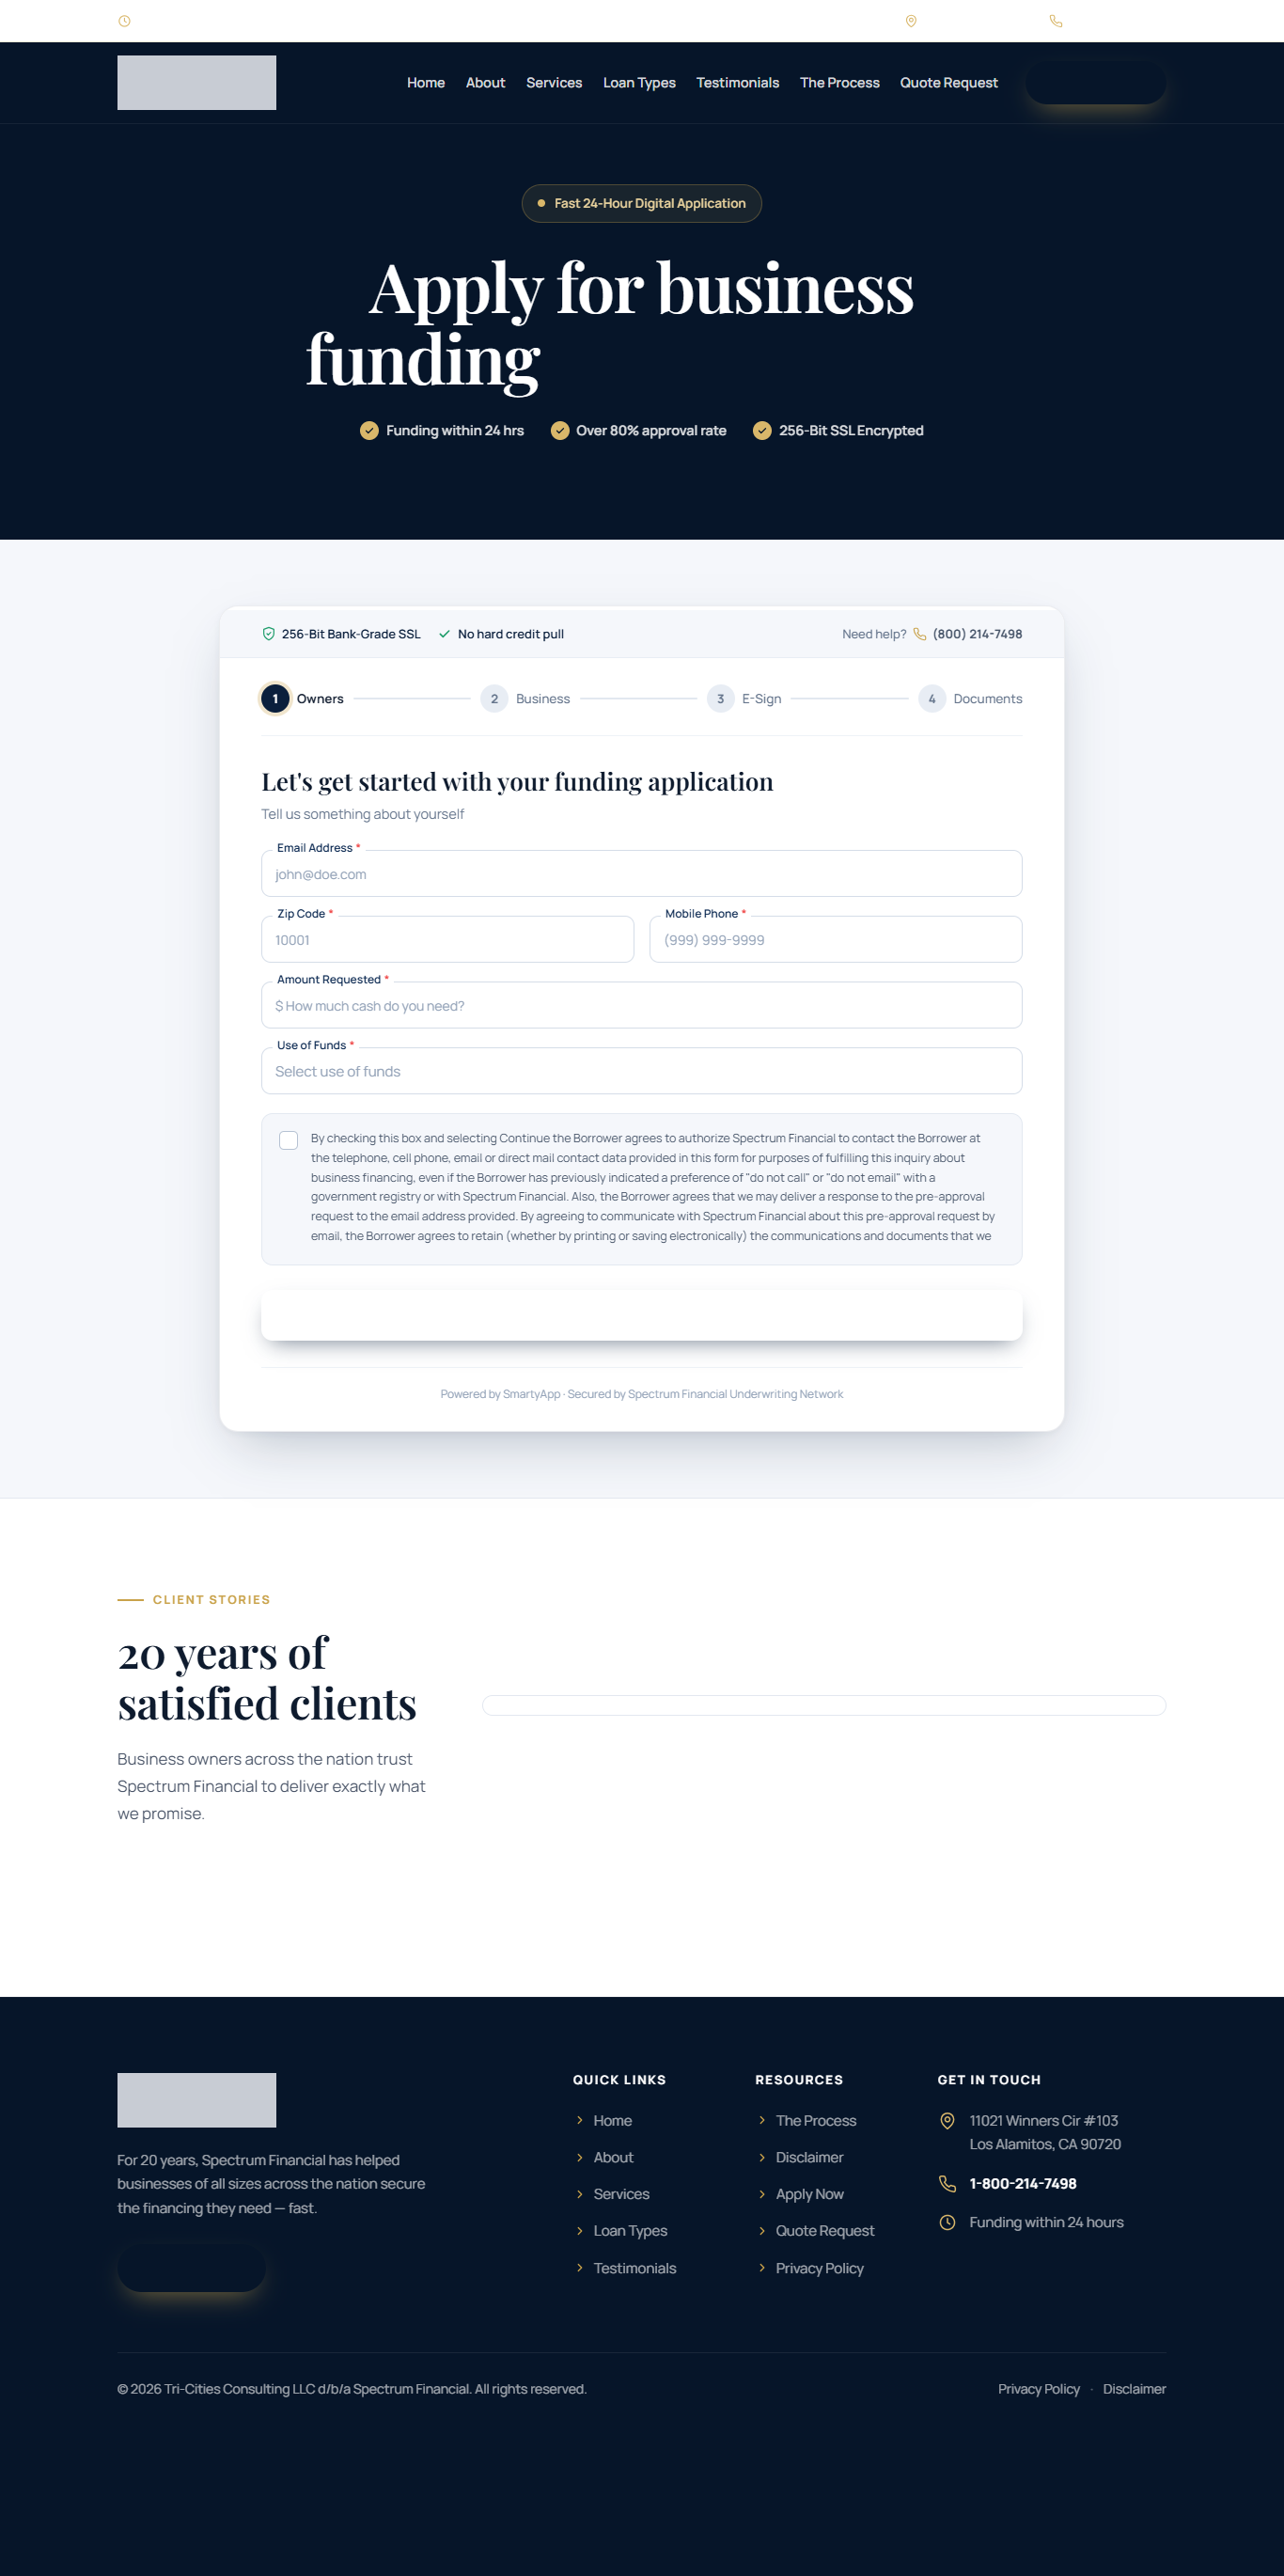 Home About Services Loan Types Testimonials The Process Quote Request
Fast 24-Hour Digital Application
Apply for business
funding
Funding within 24 hrs Over 80% approval rate 256-Bit SSL Encrypted
256-Bit Bank-Grade SSL No hard credit pull Need help? (800) 214-7498
1 Owners 2 Business 3 E-Sign 4 Documents
Let's get started with your funding application
Tell us something about yourself
Email Address *
john@doe.com
Zip Code * Mobile Phone *
10001 (999) 999-9999
Amount Requested *
$ How much cash do you need?
Use of Funds *
Select use of funds
By checking this box and selecting Continue the Borrower agrees to authorize Spectrum Financial to contact the Borrower at
the telephone, cell phone, email or direct mail contact data provided in this form for purposes of fulfilling this inquiry about
business financing, even if the Borrower has previously indicated a preference of "do not call" or "do not email" with a
government registry or with Spectrum Financial. Also, the Borrower agrees that we may deliver a response to the pre-approval
request to the email address provided. By agreeing to communicate with Spectrum Financial about this pre-approval request by
email, the Borrower agrees to retain (whether by printing or saving electronically) the communications and documents that we
Powered by SmartyApp · Secured by Spectrum Financial Underwriting Network
CLIENT STORIES
20 years of
satisfied clients
Business owners across the nation trust
Spectrum Financial to deliver exactly what
we promise.
For 20 years, Spectrum Financial has helped
businesses of all sizes across the nation secure
the financing they need — fast.
QUICK LINKS
Home
About
Services
Loan Types
Testimonials
RESOURCES
The Process
Disclaimer
Apply Now
Quote Request
Privacy Policy
GET IN TOUCH
11021 Winners Cir #103
Los Alamitos, CA 90720
1-800-214-7498
Funding within 24 hours
© 2026 Tri-Cities Consulting LLC d/b/a Spectrum Financial. All rights reserved. Privacy Policy · Disclaimer